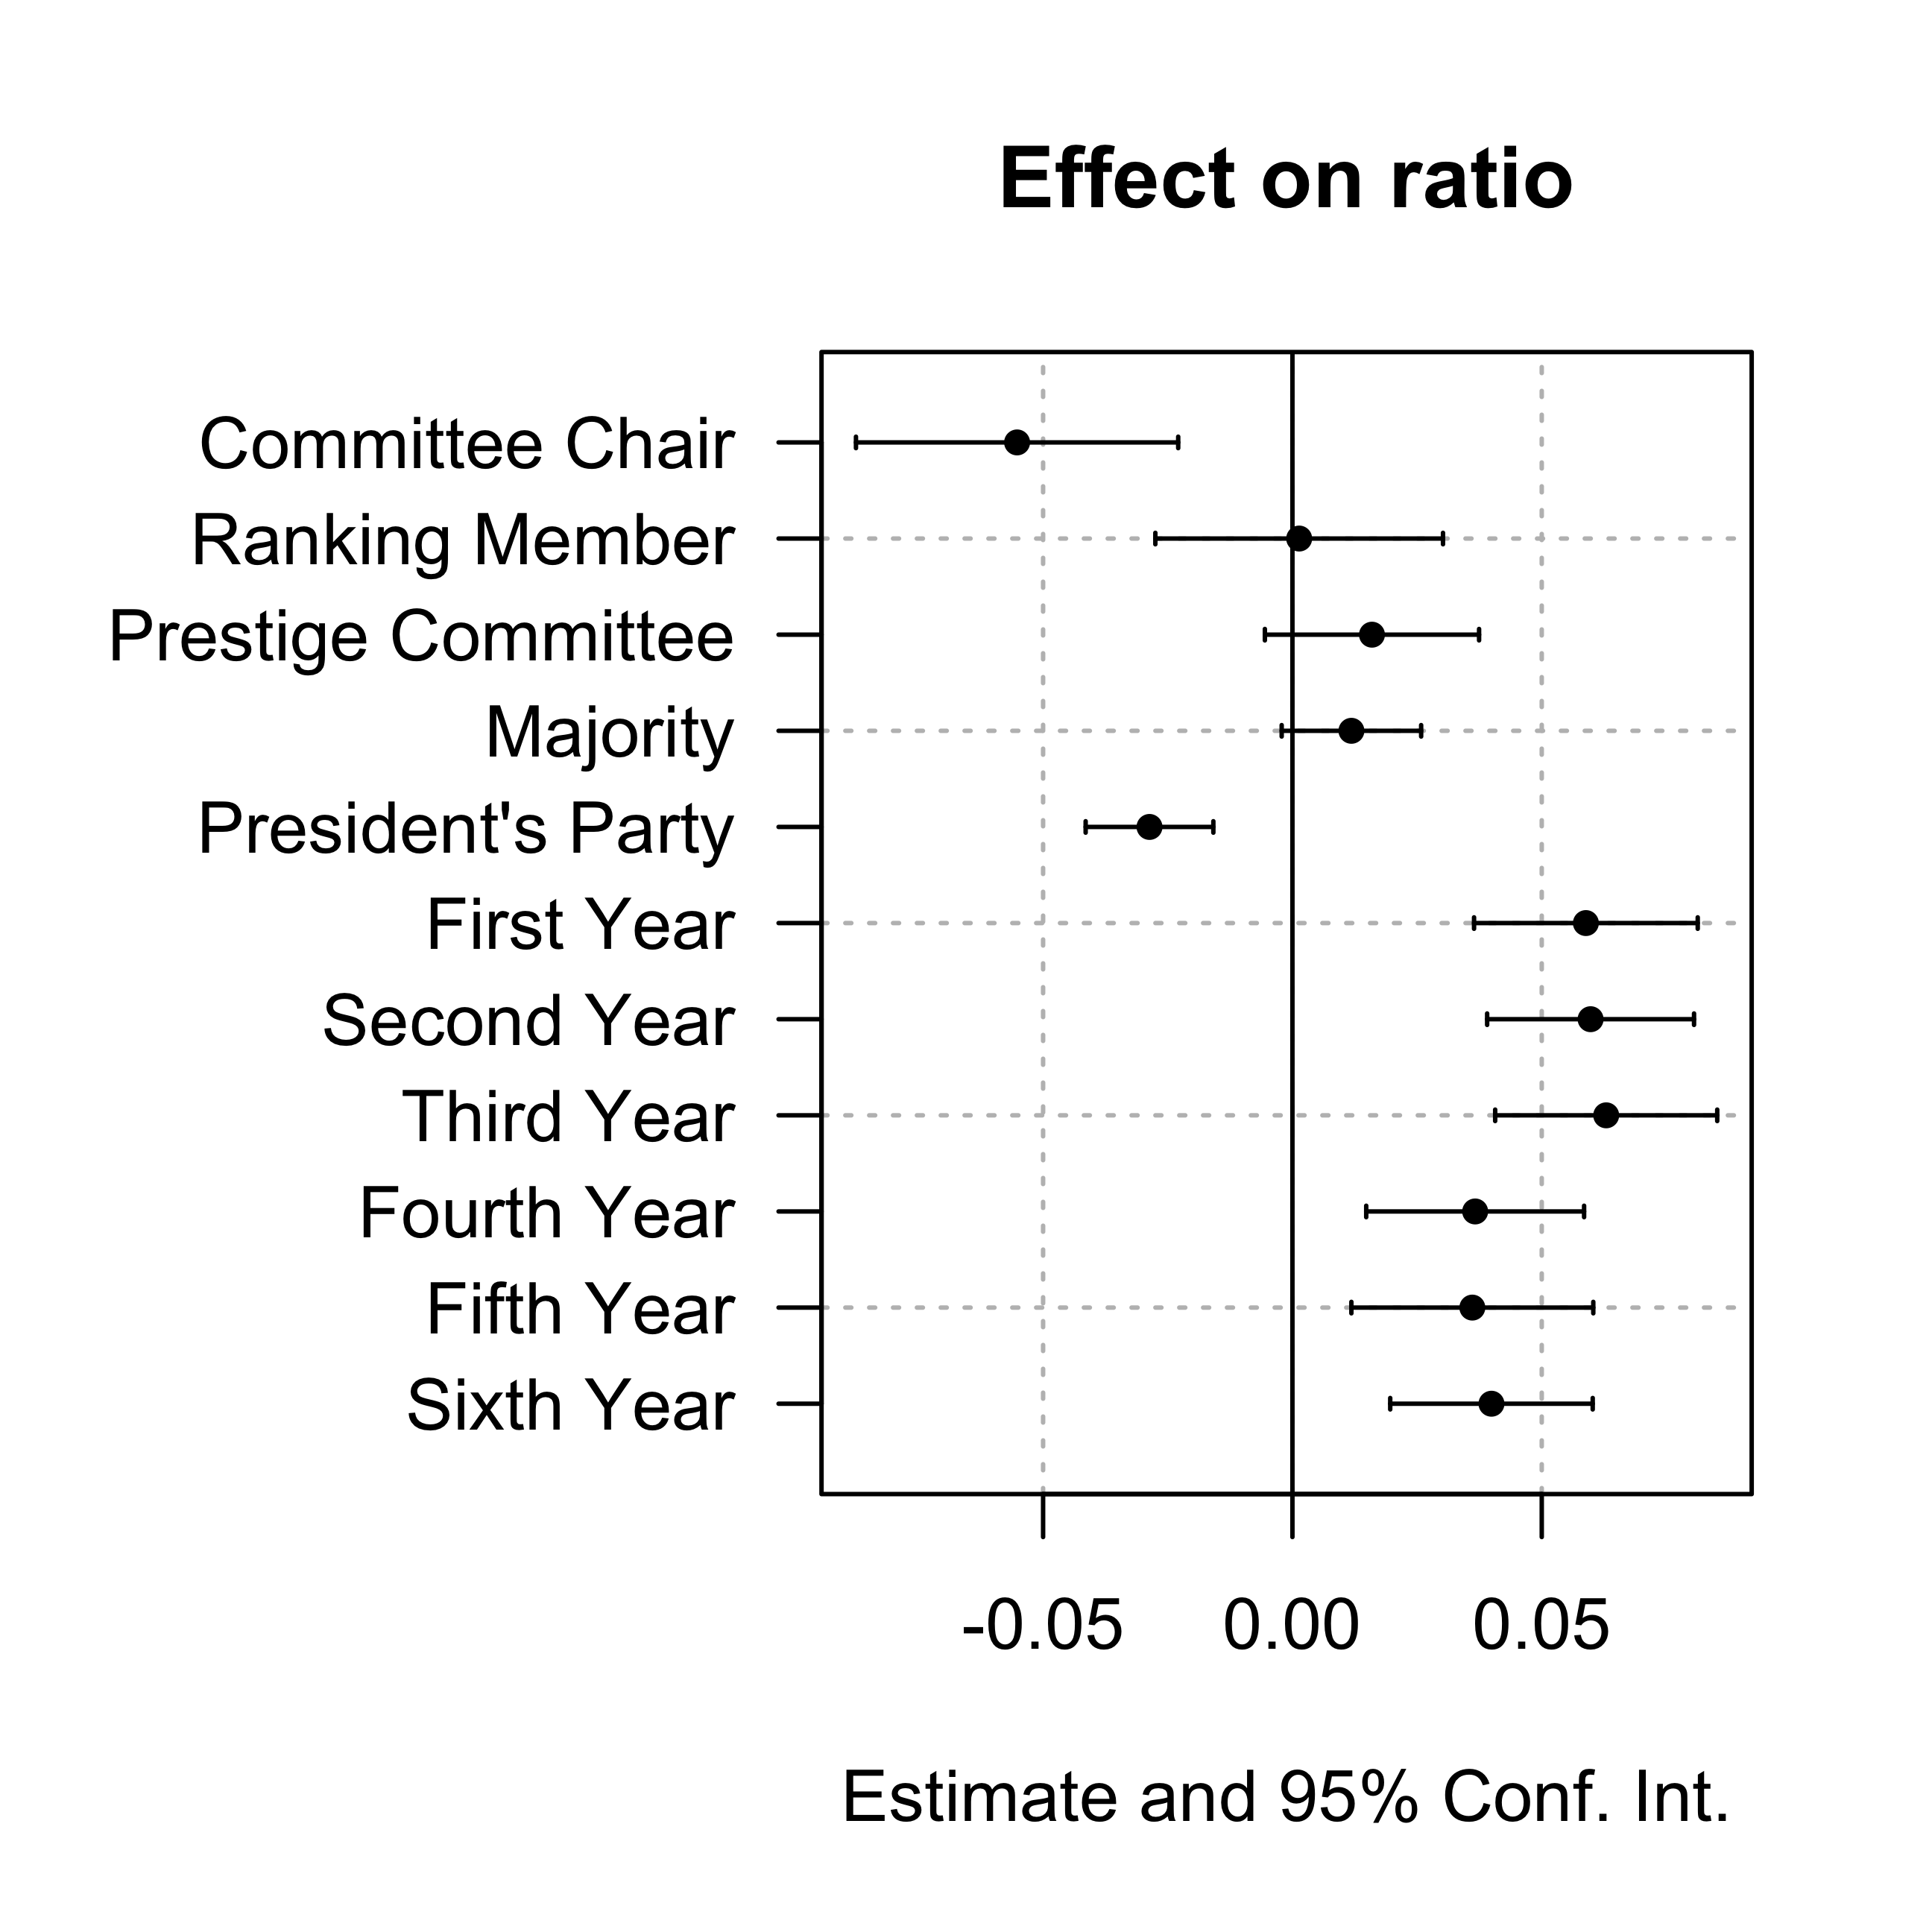 Effect on ratio
Committee Chair
Ranking Member
Prestige Committee
Majority
President's Party
First Year
Second Year
Third Year
Fourth Year
Fifth Year
Sixth Year
-0.05 0.00 0.05
Estimate and 95% Conf. Int.